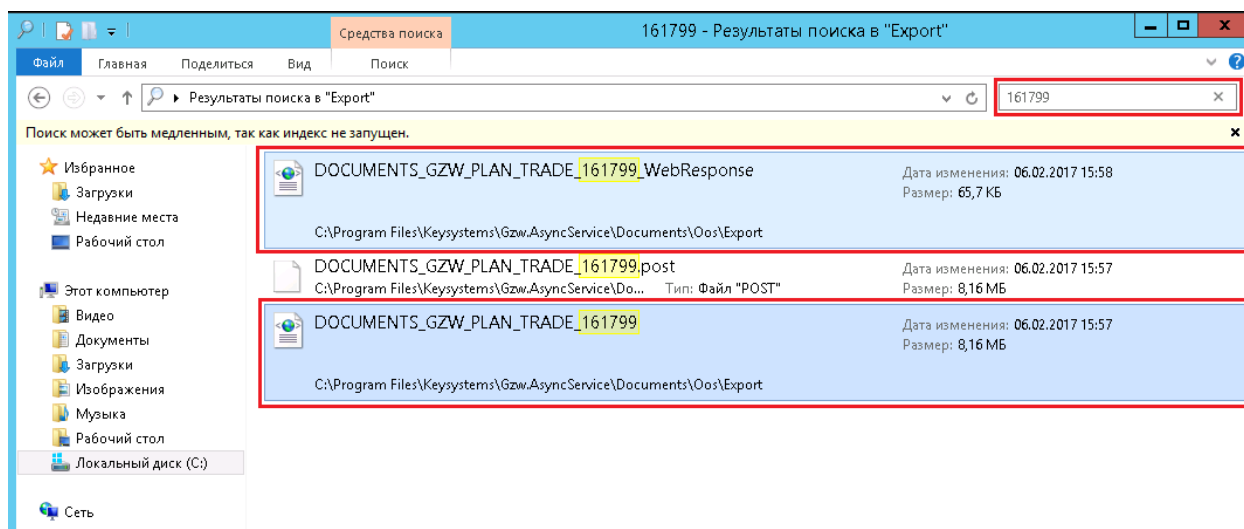 Средства поиска
161799 - Результаты поиска в "Export"
Файл Главная Поделиться Вид Поиск
Результаты поиска в "Export" 161799
Поиск может быть медленным, так как индекс не запущен.
Избранное
Загрузки
Недавние места
Рабочий стол
Этот компьютер
Видео
Документы
Загрузки
Изображения
Музыка
Рабочий стол
Локальный диск (C:)
Сеть
DOCUMENTS_GZW_PLAN_TRADE_161799_WebResponse
Дата изменения: 06.02.2017 15:58
Размер: 65,7 КБ
C:\Program Files\Keysystems\Gzw.AsyncService\Documents\Oos\Export
DOCUMENTS_GZW_PLAN_TRADE_161799.post
Дата изменения: 06.02.2017 15:57
C:\Program Files\Keysystems\Gzw.AsyncService\Do... Тип: Файл "POST"
Размер: 8,16 МБ
DOCUMENTS_GZW_PLAN_TRADE_161799
Дата изменения: 06.02.2017 15:57
Размер: 8,16 МБ
C:\Program Files\Keysystems\Gzw.AsyncService\Documents\Oos\Export